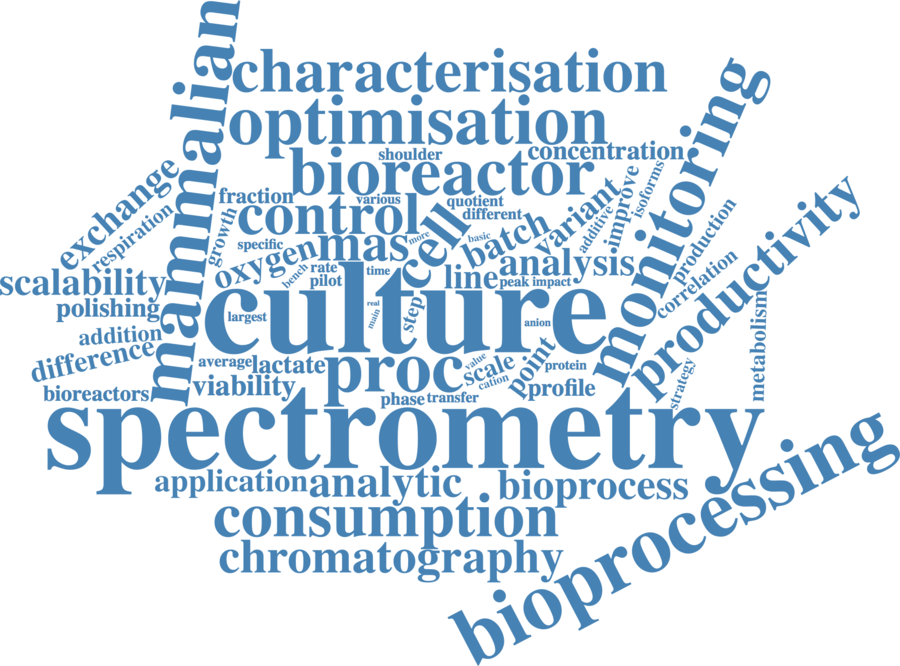 mammalian
characterisation
optimisation
monitoring
shoulder
concentration
bioreactor
exchange
respiration
fraction
various
quotient
different
variant
improve
isoforms
additive
control
cell
growth
specific
more
basic
batch
production
productivity
oxygen
mas
line
analysis
correlation
scalability
bench
rate
time
pilot
peak
impact
polishing
culture
largest
real
main
step
anion
metabolism
addition
difference
average
lactate
proc
value
scale
cation
point
protein
strategy
bioreactors
viability
phase
transfer
profile
spectrometry
application
analytic
bioprocess
consumption
bioprocessing
chromatography